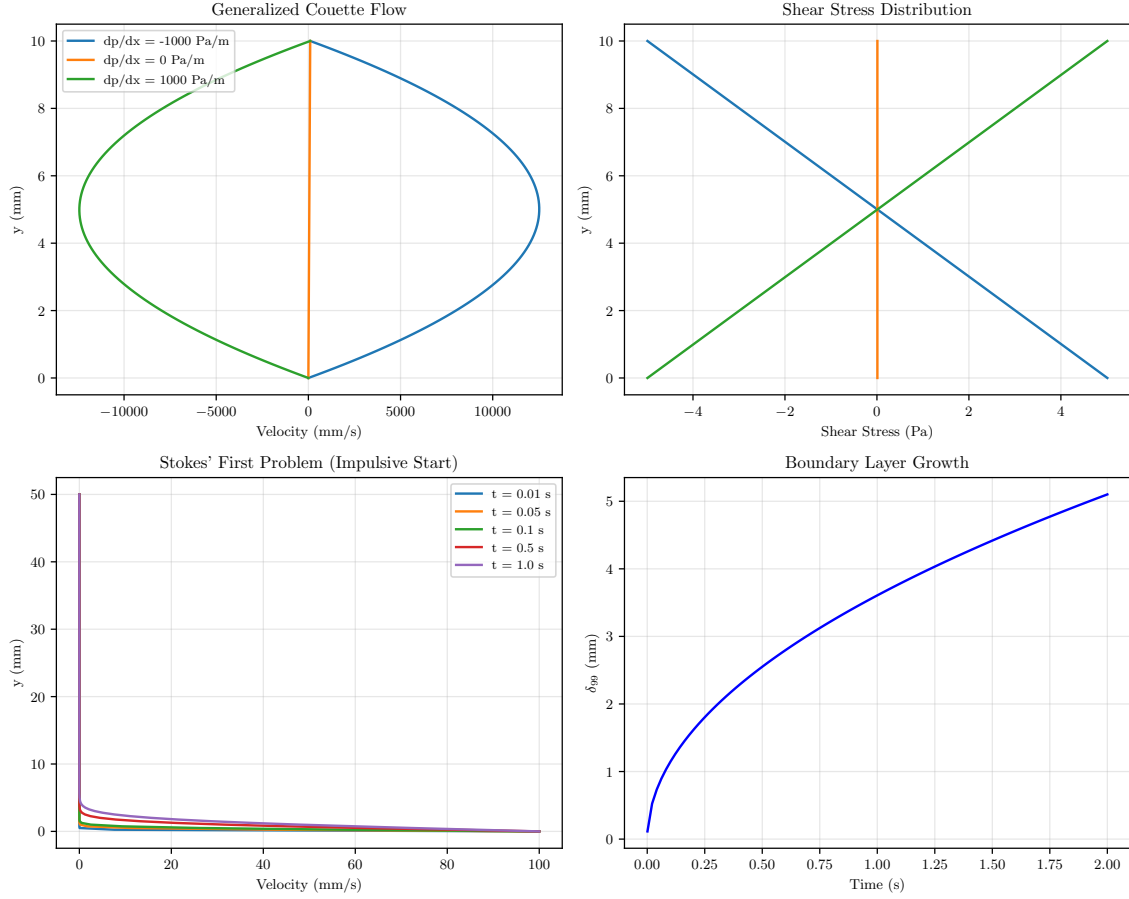 Generalized Couette Flow
dp/dx = -1000 Pa/m
dp/dx = 0 Pa/m
dp/dx = 1000 Pa/m
10
8
6
4
2
0
y (mm)
−10000 −5000 0 5000 10000
Velocity (mm/s)
Shear Stress Distribution
10
8
6
4
2
0
y (mm)
−4 −2 0 2 4
Shear Stress (Pa)
Stokes' First Problem (Impulsive Start)
t = 0.01 s
t = 0.05 s
t = 0.1 s
t = 0.5 s
t = 1.0 s
50
40
30
20
10
0
y (mm)
0 20 40 60 80 100
Velocity (mm/s)
Boundary Layer Growth
5
4
3
2
1
0
δ₉₉ (mm)
0.00 0.25 0.50 0.75 1.00 1.25 1.50 1.75 2.00
Time (s)